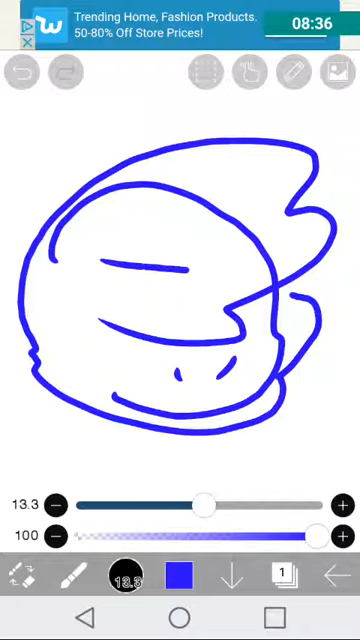 Trending Home, Fashion Products.
50-80% Off Store Prices!
08:36
13.3
100
13.3
1